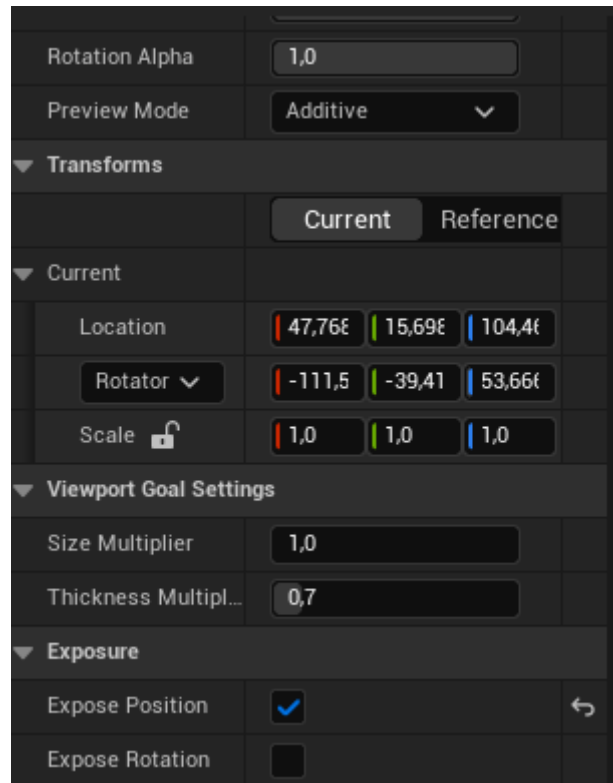 Rotation Alpha 1,0
Preview Mode Additive
Transforms
Current Reference
Current
Location 47,768 15,698 104,46
Rotator -111,5 -39,41 53,666
Scale 1,0 1,0 1,0
Viewport Goal Settings
Size Multiplier 1,0
Thickness Multipl... 0,7
Exposure
Expose Position
Expose Rotation